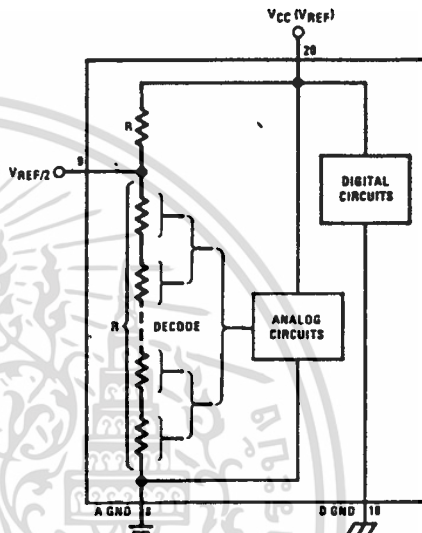 VCC (VREF)
20
R
9
VREF/2
DIGITAL
CIRCUITS
DECODE
R
ANALOG
CIRCUITS
A GND 8
D GND 10